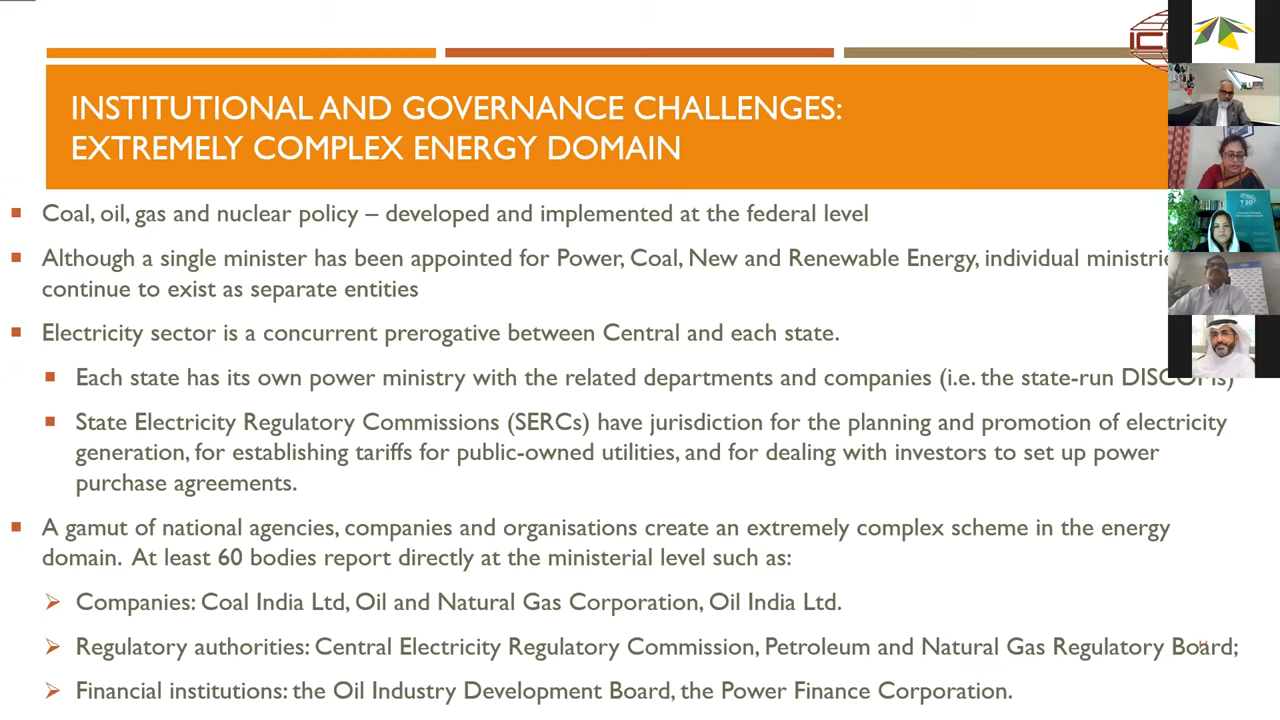 INSTITUTIONAL AND GOVERNANCE CHALLENGES:
EXTREMELY COMPLEX ENERGY DOMAIN
Coal, oil, gas and nuclear policy – developed and implemented at the federal level
Although a single minister has been appointed for Power, Coal, New and Renewable Energy, individual
continue to exist as separate entities
Electricity sector is a concurrent prerogative between Central and each state.
Each state has its own power ministry with the related departments and companies (i.e. the state-run DISCOMs)
State Electricity Regulatory Commissions (SERCs) have jurisdiction for the planning and promotion of electricity
generation, for establishing tariffs for public-owned utilities, and for dealing with investors to set up power
purchase agreements.
A gamut of national agencies, companies and organisations create an extremely complex scheme in the energy
domain. At least 60 bodies report directly at the ministerial level such as:
Companies: Coal India Ltd, Oil and Natural Gas Corporation, Oil India Ltd.
Regulatory authorities: Central Electricity Regulatory Commission, Petroleum and Natural Gas Regulatory Board;
Financial institutions: the Oil Industry Development Board, the Power Finance Corporation.
T20